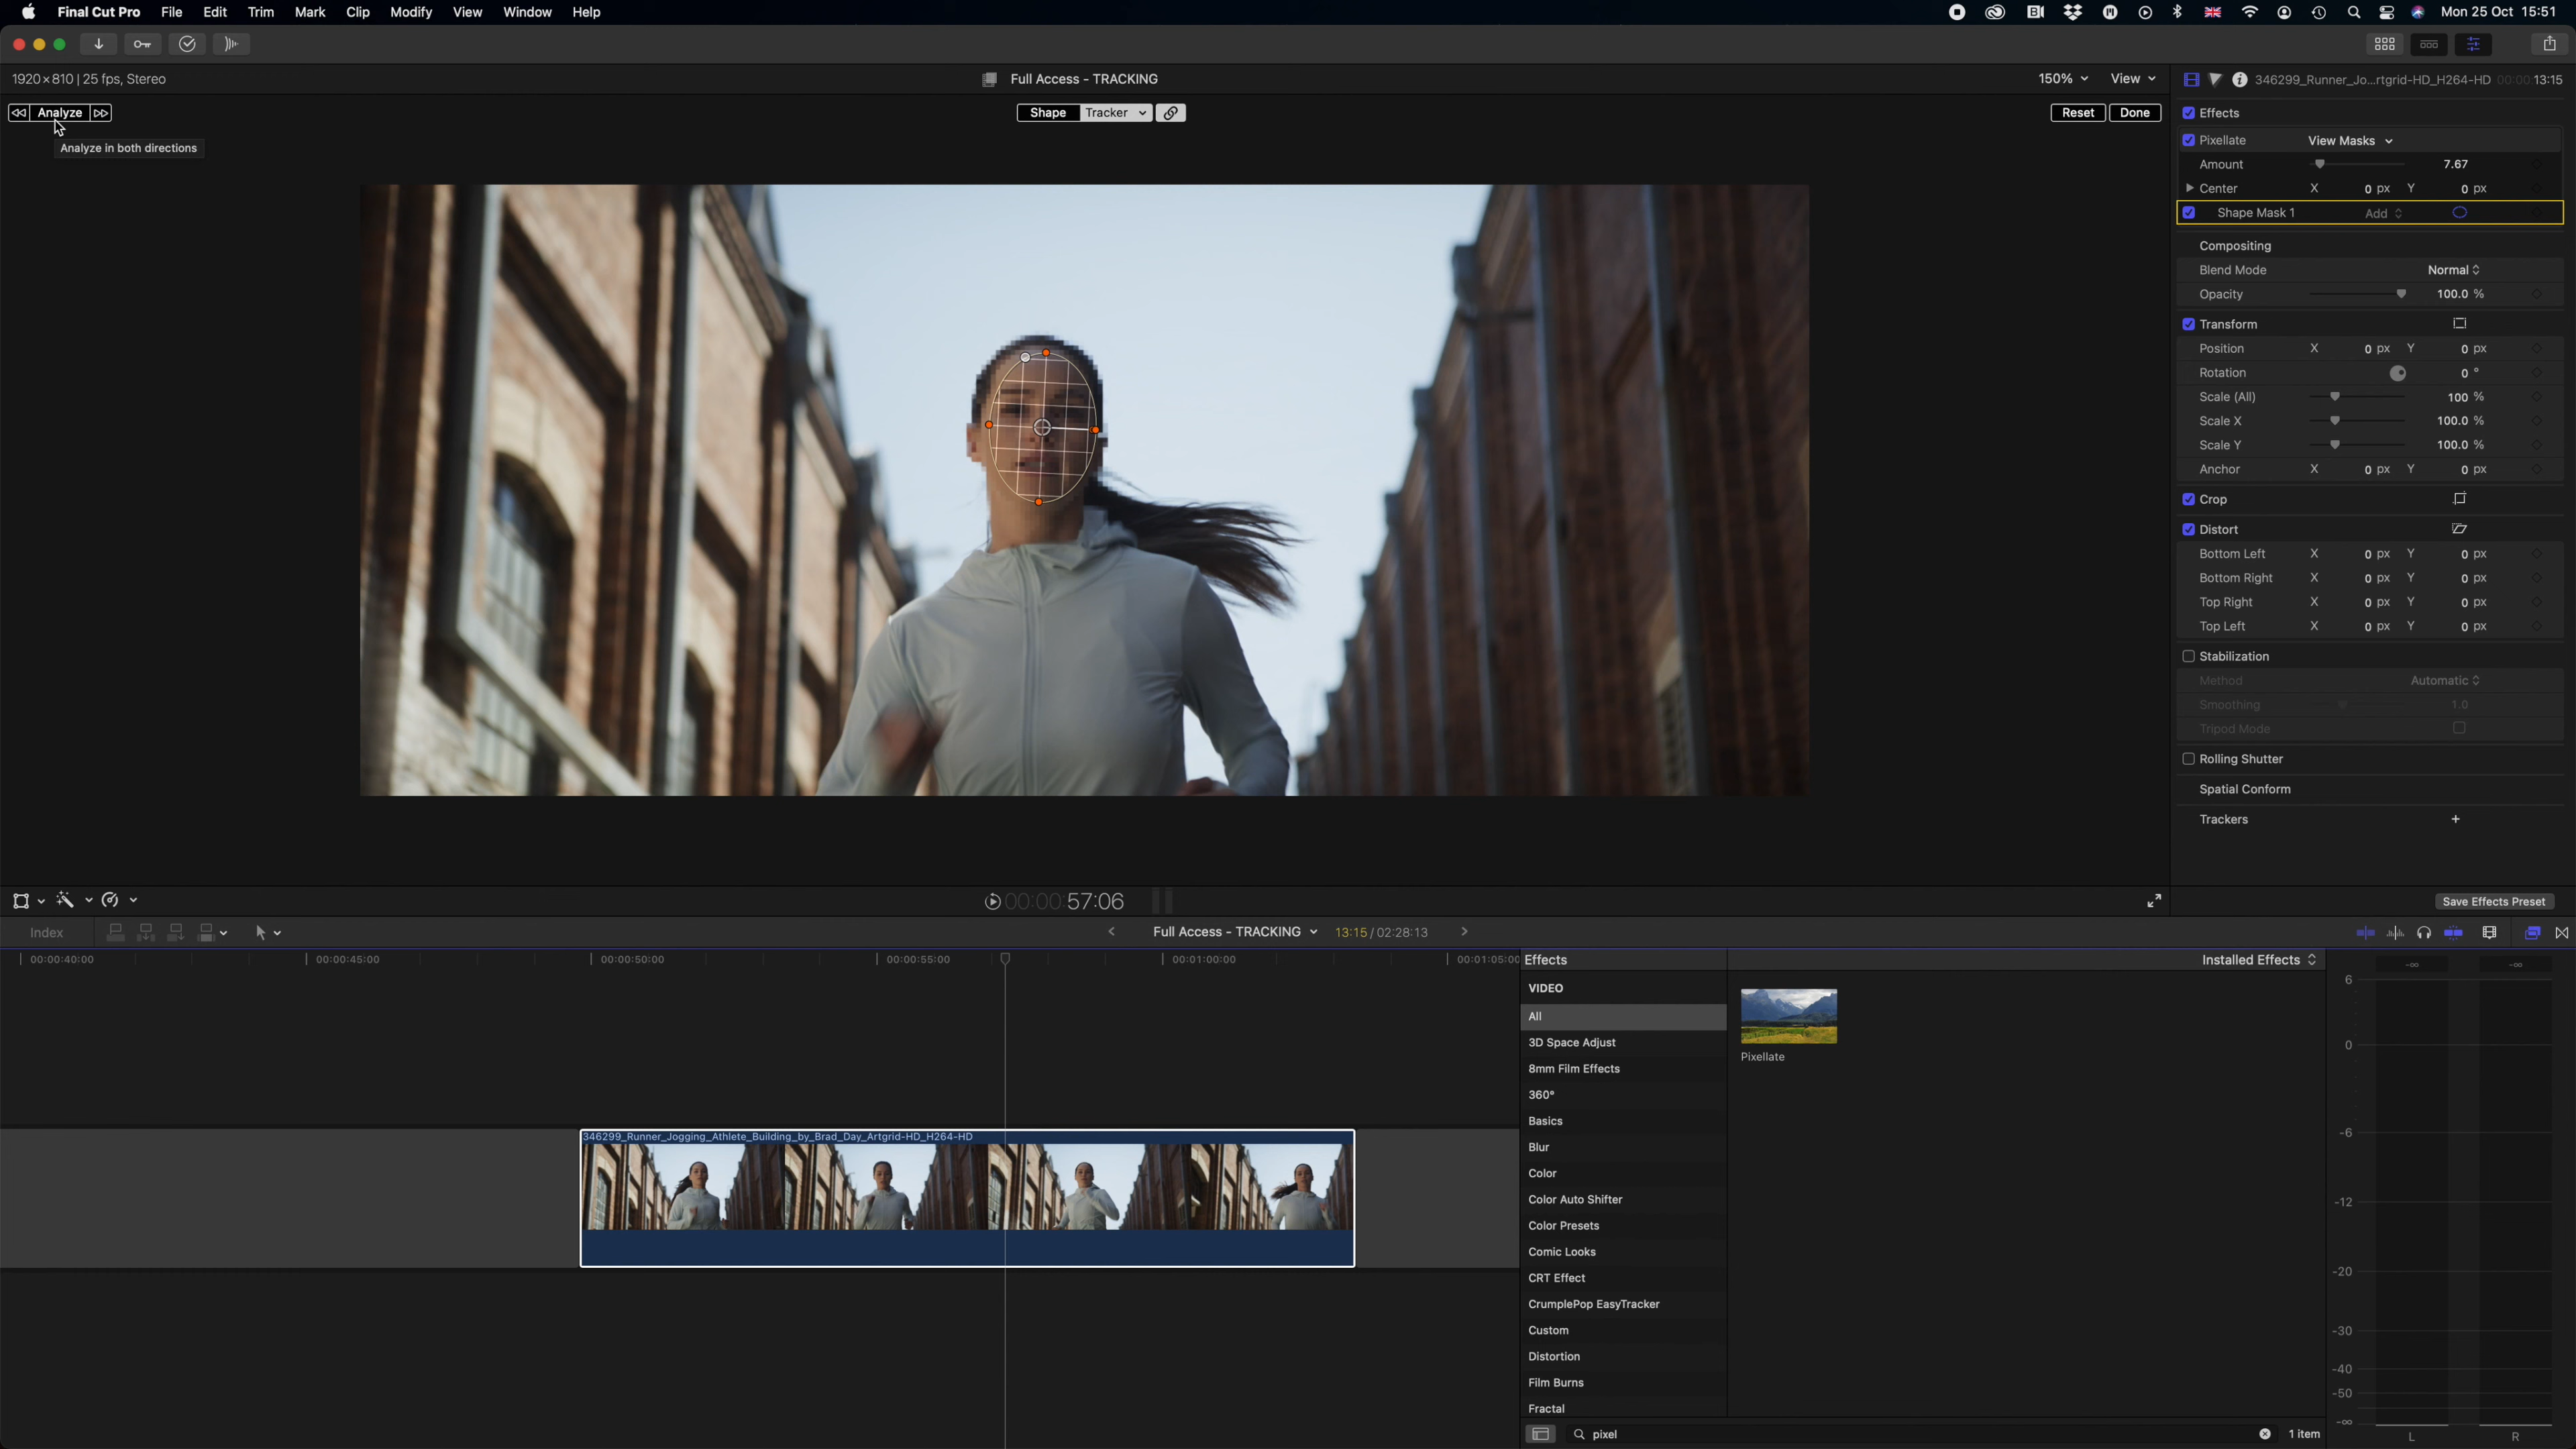 Final Cut Pro File Edit Trim Mark Clip Modify View Window Help Mon 25 Oct 15:51
1920×810 | 25 fps, Stereo
Full Access - TRACKING
150% View
346299_Runner_Jo...rtgrid-HD_H264-HD 00:00:13:15
Analyze
Shape Tracker
Reset Done
Analyze in both directions
Effects
Pixellate View Masks
Amount 7.67
Center X 0 px Y 0 px
Shape Mask 1 Add
Compositing
Blend Mode Normal
Opacity 100.0 %
Transform
Position X 0 px Y 0 px
Rotation 0 °
Scale (All) 100 %
Scale X 100.0 %
Scale Y 100.0 %
Anchor X 0 px Y 0 px
Crop
Distort
Bottom Left X 0 px Y 0 px
Bottom Right X 0 px Y 0 px
Top Right X 0 px Y 0 px
Top Left X 0 px Y 0 px
Stabilization
Method Automatic
Smoothing 1.0
Tripod Mode
Rolling Shutter
Spatial Conform
Trackers +
00:00:57:06
Save Effects Preset
Index
Full Access - TRACKING 13:15 / 02:28:13
00:00:40:00 00:00:45:00 00:00:50:00 00:00:55:00 00:01:00:00 00:01:05:00
346299_Runner_Jogging_Athlete_Building_by_Brad_Day_Artgrid-HD_H264-HD
Effects Installed Effects
VIDEO
All
3D Space Adjust
8mm Film Effects
360°
Basics
Blur
Color
Color Auto Shifter
Color Presets
Comic Looks
CRT Effect
CrumplePop EasyTracker
Custom
Distortion
Film Burns
Fractal
Pixellate
pixel
1 item
-∞ -∞
6
0
-6
-12
-20
-30
-40
-50
-∞
L R